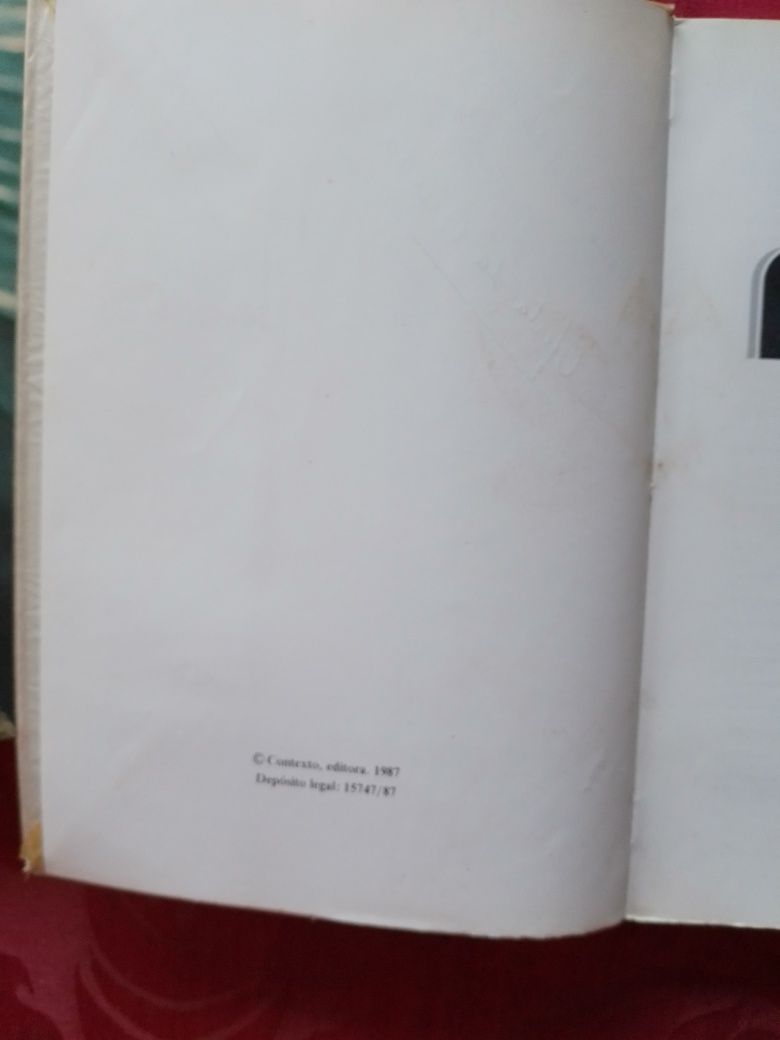 © Contexto, editora. 1987
Depósito legal: 15747/87